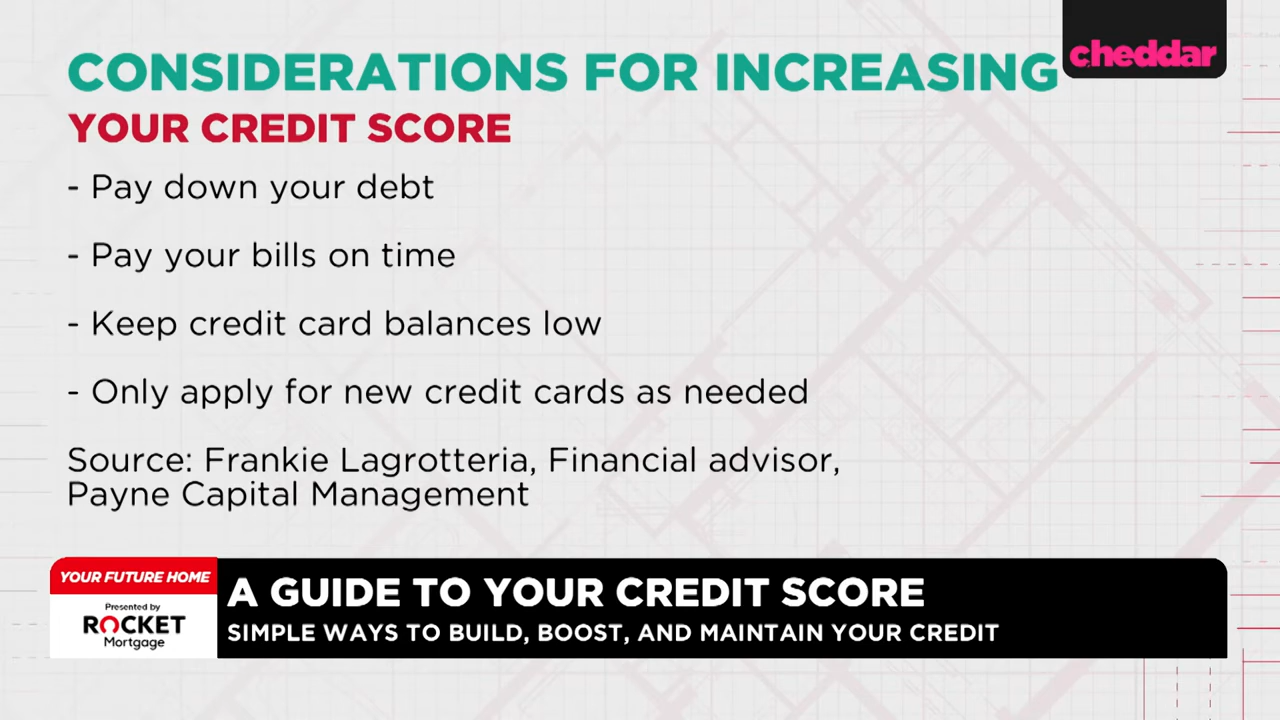 cheddar
CONSIDERATIONS FOR INCREASING
YOUR CREDIT SCORE
- Pay down your debt
- Pay your bills on time
- Keep credit card balances low
- Only apply for new credit cards as needed
Source: Frankie Lagrotteria, Financial advisor,
Payne Capital Management
YOUR FUTURE HOME
Presented by
ROCKET
Mortgage
A GUIDE TO YOUR CREDIT SCORE
SIMPLE WAYS TO BUILD, BOOST, AND MAINTAIN YOUR CREDIT